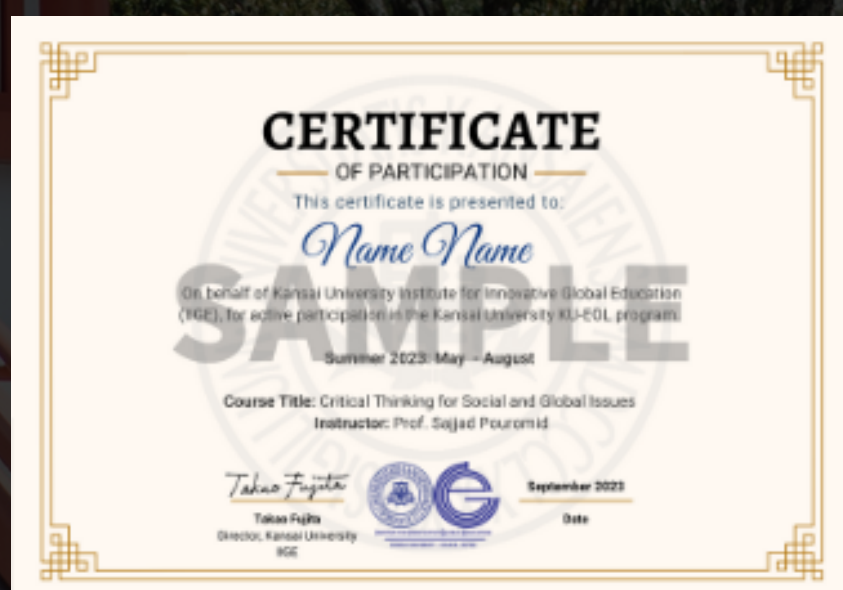 CERTIFICATE
OF PARTICIPATION
This certificate is presented to:
Name Name
SAMPLE
On behalf of Kansai University Institute for Innovative Global Education
(IIGE), for active participation in the Kansai University KU-EOL program.
Summer 2023: May - August
Course Title: Critical Thinking for Social and Global Issues
Instructor: Prof. Sajjad Pouromid
Takao Fujita
September 2023
Takao Fujita
Date
Director, Kansai University
IIGE